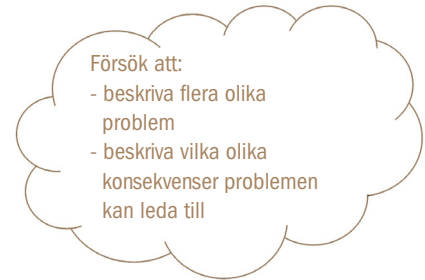 Försök att:
- beskriva flera olika
problem
- beskriva vilka olika
konsekvenser problemen
kan leda till